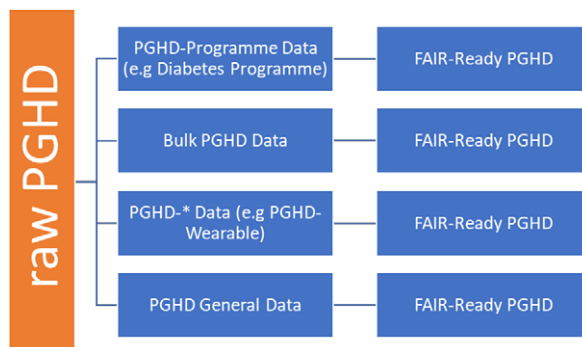 raw PGHD
PGHD-Programme Data
(e.g Diabetes Programme)
FAIR-Ready PGHD
Bulk PGHD Data
FAIR-Ready PGHD
PGHD-* Data (e.g PGHD-
Wearable)
FAIR-Ready PGHD
PGHD General Data
FAIR-Ready PGHD